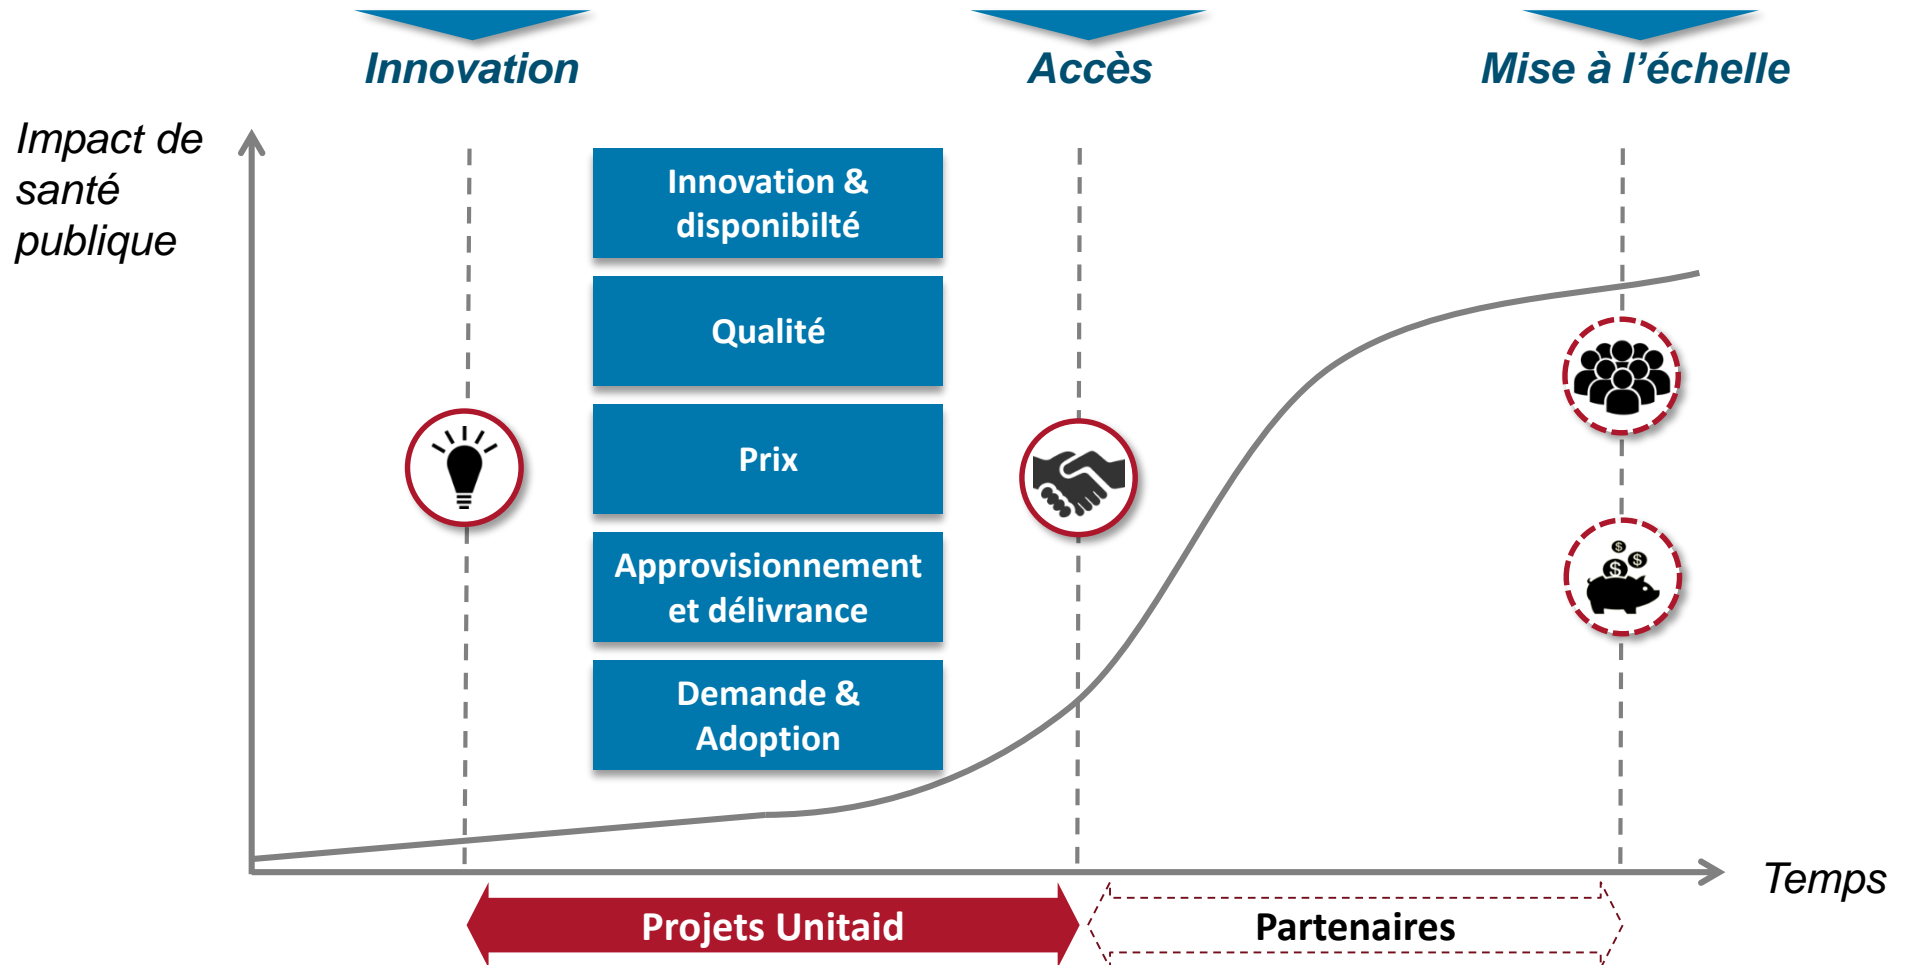 Innovation
Accès
Mise à l’échelle
Impact de
santé
publique
Innovation &
disponibilté
Qualité
Prix
Approvisionnement
et délivrance
Demande &
Adoption
$
$
$
Temps
Projets Unitaid
Partenaires